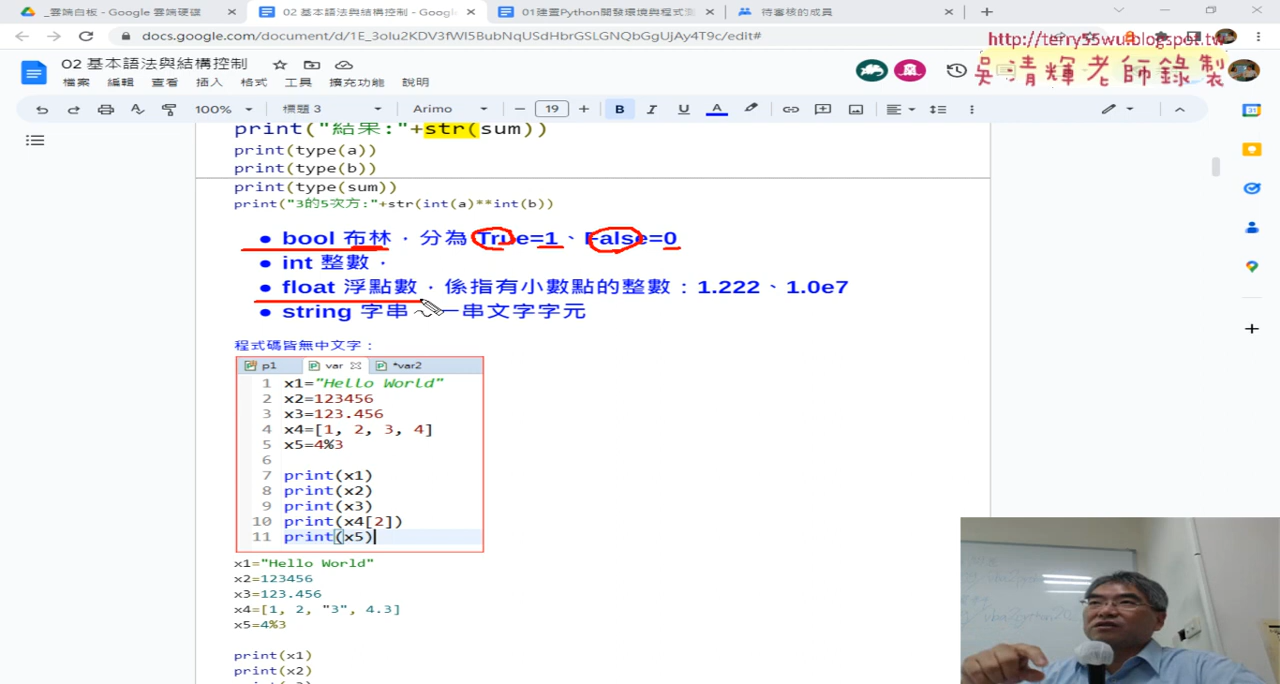 _雲端白板 - Google 雲端硬碟
02 基本語法與結構控制 - Googl
01建置Python開發環境與程式測
待審核的成員
docs.google.com/document/d/1E_3oIu2KDV3fWI5BubNqUSdHbrGSLGNQbGgUjAy4T9c/edit#
http://terry55wu.blogspot.tw
吳清輝老師錄製
02 基本語法與結構控制
檔案 編輯 查看 插入 格式 工具 擴充功能 說明
100% 標題 3 Arimo 19 B I U A
print("結果:"+str(sum))
print(type(a))
print(type(b))
print(type(sum))
print("3的5次方:"+str(int(a)**int(b))
● bool 布林，分為 True=1、False=0
● int 整數，
● float 浮點數，係指有小數點的整數：1.222、1.0e7
● string 字串 一串文字字元
程式碼皆無中文字：
p1 var *var2
1 x1="Hello World"
2 x2=123456
3 x3=123.456
4 x4=[1, 2, 3, 4]
5 x5=4%3
6
7 print(x1)
8 print(x2)
9 print(x3)
10 print(x4[2])
11 print(x5)
x1="Hello World"
x2=123456
x3=123.456
x4=[1, 2, "3", 4.3]
x5=4%3
print(x1)
print(x2)